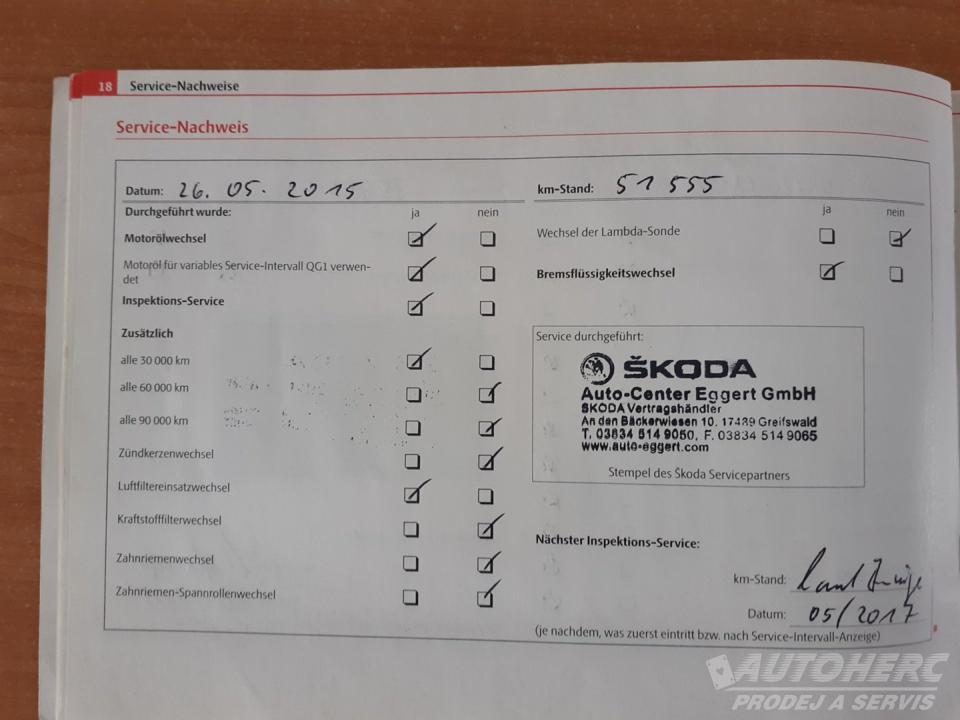 18 Service-Nachweise
Service-Nachweis
Datum: 26. 05. 2015
km-Stand: 51 555
Durchgeführt wurde: ja nein
ja nein
Motorölwechsel
Wechsel der Lambda-Sonde
Motoröl für variables Service-Intervall QG1 verwen-
det
Bremsflüssigkeitswechsel
Inspektions-Service
Zusätzlich
Service durchgeführt:
alle 30 000 km
alle 60 000 km
alle 90 000 km
Zündkerzenwechsel
Luftfiltereinsatzwechsel
Kraftstofffilterwechsel
Zahnriemenwechsel
Zahnriemen-Spannrollenwechsel
ŠKODA
Auto-Center Eggert GmbH
ŠKODA Vertragshändler
An den Bäckerwiesen 10. 17489 Greifswald
T. 03834 514 9050, F. 03834 514 9065
www.auto-eggert.com
Stempel des Škoda Servicepartners
Nächster Inspektions-Service:
km-Stand: laut Anzeige
Datum: 05/2017
(je nachdem, was zuerst eintritt bzw. nach Service-Intervall-Anzeige)
AUTOHERC
PRODEJ A SERVIS